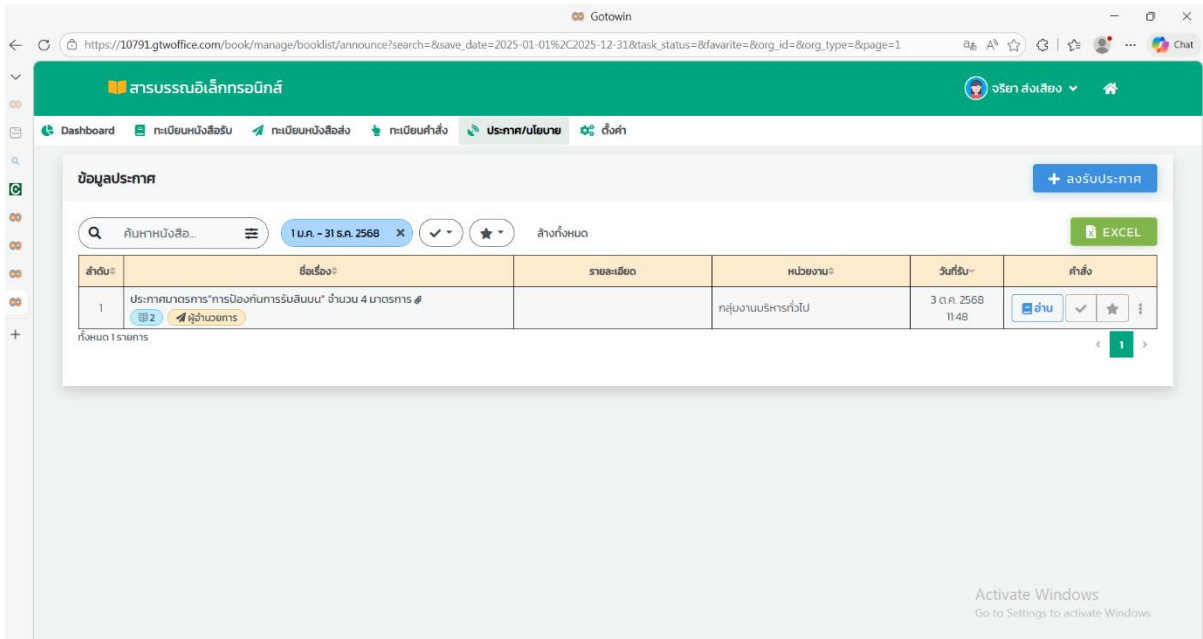 Gotowin
https://10791.gtwoffice.com/book/manage/booklist/announce?search=&save_date=2025-01-01%2C2025-12-31&task_status=&favarite=&org_id=&org_type=&page=1
Chat
สารบรรณอิเล็กทรอนิกส์
จริยา ส่งเสียง
Dashboard ทะเบียนหนังสือรับ ทะเบียนหนังสือส่ง ทะเบียนคำสั่ง ประกาศ/นโยบาย ตั้งค่า
ข้อมูลประกาศ
+ ลงรับประกาศ
ค้นหาหนังสือ... 1 ม.ค. - 31 ธ.ค. 2568 × ล้างทั้งหมด EXCEL
ลำดับ ชื่อเรื่อง รายละเอียด หน่วยงาน วันที่รับ คำสั่ง
1 ประกาศมาตรการ"การป้องกันการรับสินบน" จำนวน 4 มาตรการ กลุ่มงานบริหารทั่วไป 3 ต.ค. 2568 อ่าน
2 ผู้อำนวยการ 11:48
ทั้งหมด 1 รายการ
< 1 >
Activate Windows
Go to Settings to activate Windows.